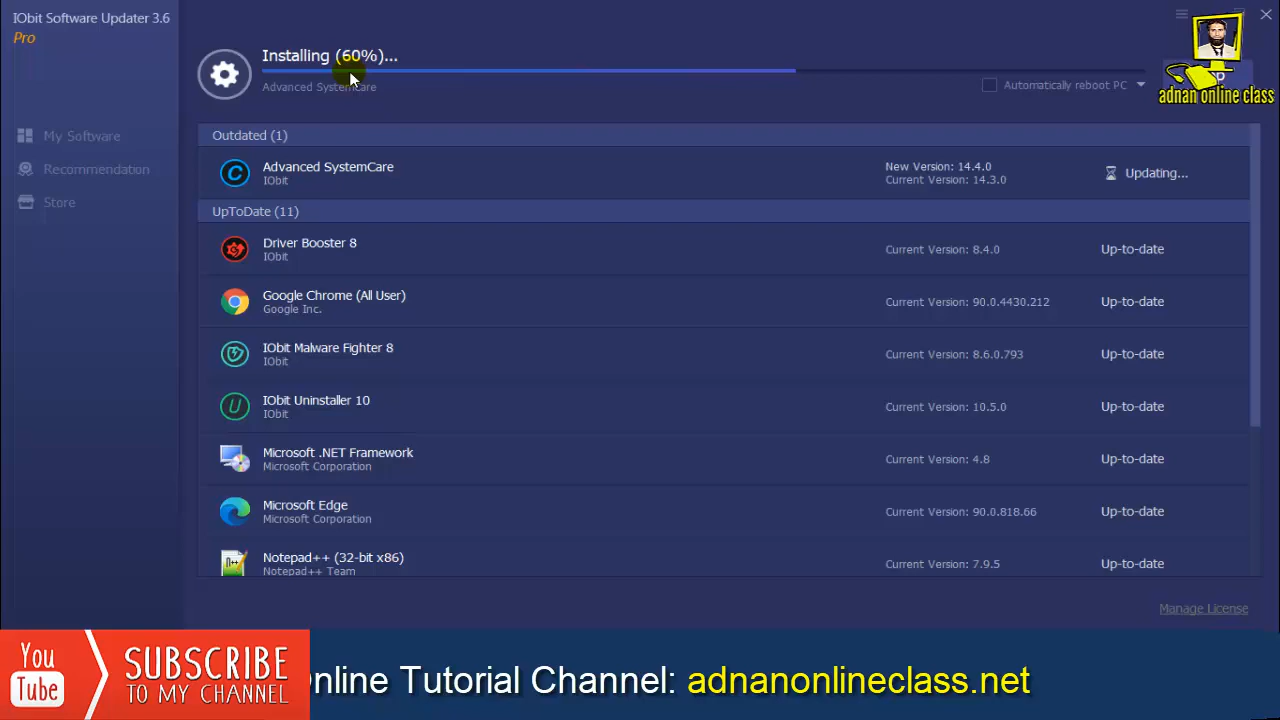 IObit Software Updater 3.6
Pro
Installing (60%)...
Advanced SystemCare
Automatically reboot PC
adnan online class
My Software
Recommendation
Store
Outdated (1)
Advanced SystemCare
IObit
New Version: 14.4.0
Current Version: 14.3.0
Updating...
UpToDate (11)
Driver Booster 8
IObit
Current Version: 8.4.0
Up-to-date
Google Chrome (All User)
Google Inc.
Current Version: 90.0.4430.212
Up-to-date
IObit Malware Fighter 8
IObit
Current Version: 8.6.0.793
Up-to-date
IObit Uninstaller 10
IObit
Current Version: 10.5.0
Up-to-date
Microsoft .NET Framework
Microsoft Corporation
Current Version: 4.8
Up-to-date
Microsoft Edge
Microsoft Corporation
Current Version: 90.0.818.66
Up-to-date
Notepad++ (32-bit x86)
Notepad++ Team
Current Version: 7.9.5
Up-to-date
Manage License
You Tube
SUBSCRIBE
TO MY CHANNEL
nline Tutorial Channel: adnanonlineclass.net